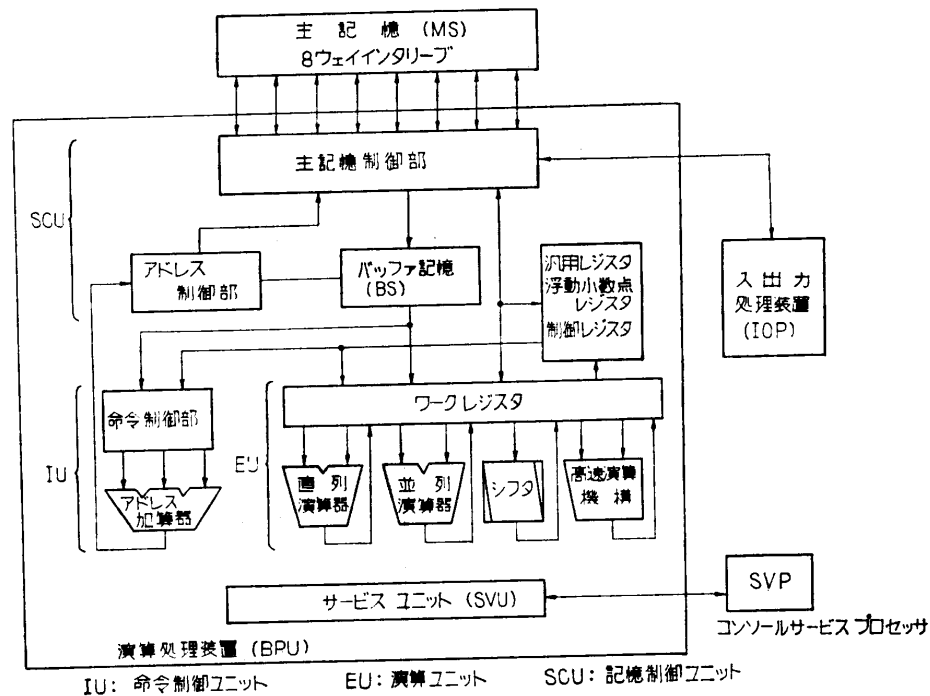 主記憶(MS)
8ウェイインタリーブ
主記憶制御部
SCU
アドレス
制御部
バッファ記憶
(BS)
汎用レジスタ
浮動小数点
レジスタ
制御レジスタ
入出力
処理装置
(IOP)
ワークレジスタ
命令制御部
IU
EU
アドレス
加算器
直列
演算器
並列
演算器
シフタ
高速演算
機構
サービスユニット(SVU)
SVP
コンソールサービスプロセッサ
演算処理装置(BPU)
IU: 命令制御ユニット
EU: 演算ユニット
SCU: 記憶制御ユニット